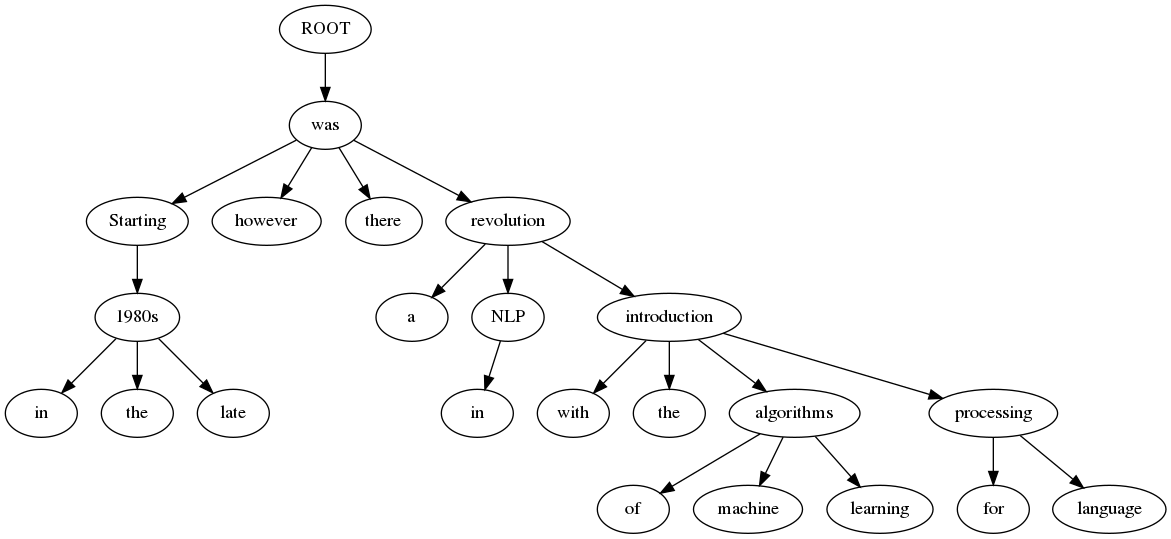 ROOT
was
Starting however there revolution
1980s a NLP introduction
in the late in with the algorithms processing
of machine learning for language